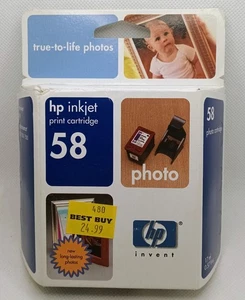 true-to-life photos
hp inkjet
print cartridge
58
58
photo cartridge
photo
480
BEST BUY
24.99
new
long-lasting
photos
hp
invent